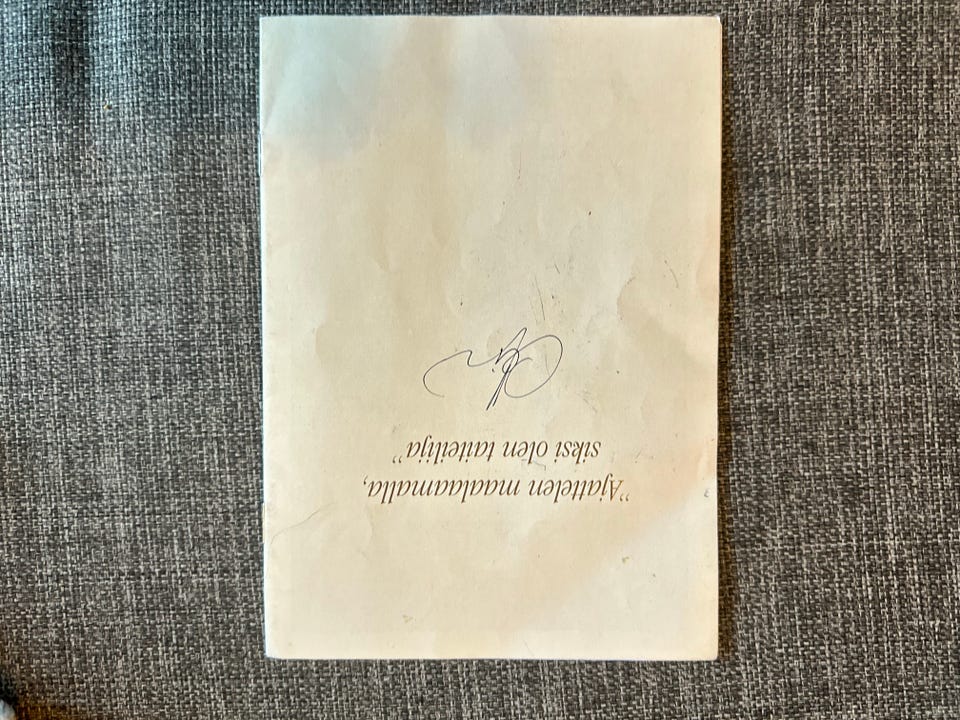 ”Ajattelen maalaamalla,
siksi olen taiteilija”